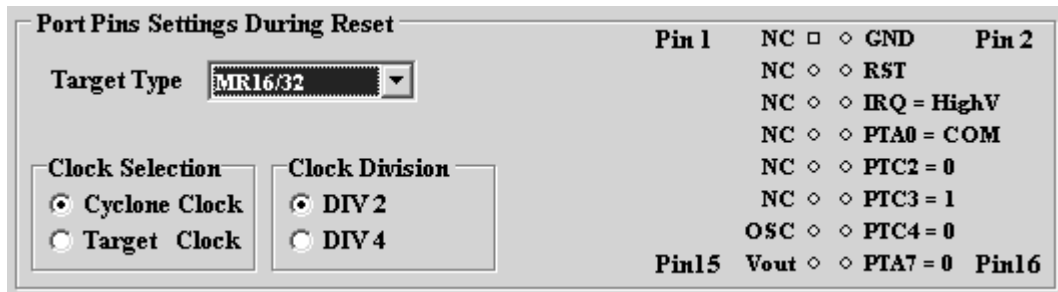 Port Pins Settings During Reset
Target Type MR16/32
Clock Selection
Cyclone Clock
Target Clock
Clock Division
DIV 2
DIV 4
Pin 1 NC GND Pin 2
NC RST
NC IRQ = HighV
NC PTA0 = COM
NC PTC2 = 0
NC PTC3 = 1
OSC PTC4 = 0
Pin15 Vout PTA7 = 0 Pin16